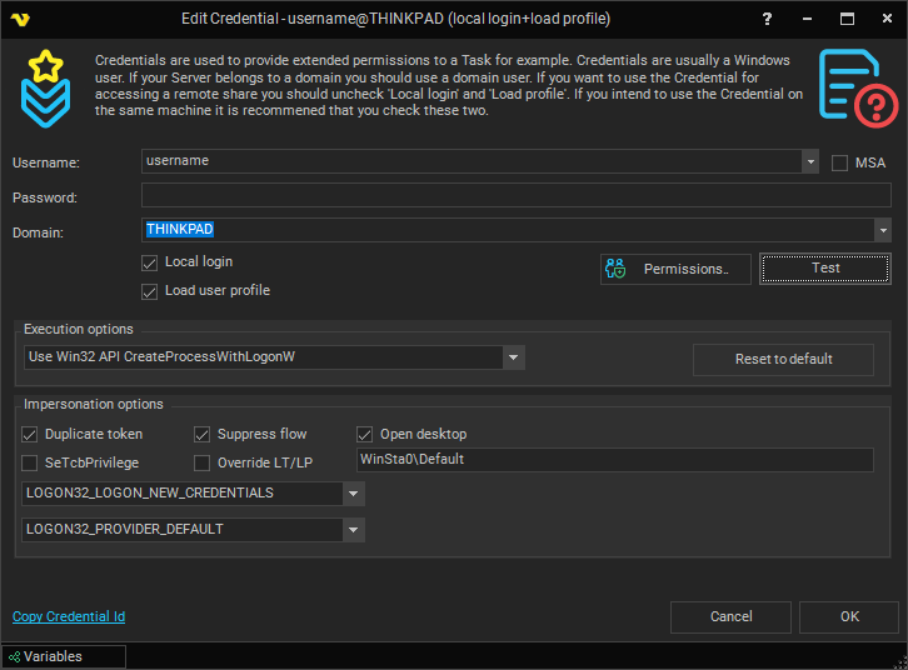 Edit Credential - username@THINKPAD (local login+load profile)
?
Credentials are used to provide extended permissions to a Task for example. Credentials are usually a Windows
user. If your Server belongs to a domain you should use a domain user. If you want to use the Credential for
accessing a remote share you should uncheck 'Local login' and 'Load profile'. If you intend to use the Credential on
the same machine it is recommened that you check these two.
?
Username:
username
MSA
Password:
Domain:
THINKPAD
Local login
Permissions..
Test
Load user profile
Execution options
Use Win32 API CreateProcessWithLogonW
Reset to default
Impersonation options
Duplicate token
Suppress flow
Open desktop
SeTcbPrivilege
Override LT/LP
WinSta0\Default
LOGON32_LOGON_NEW_CREDENTIALS
LOGON32_PROVIDER_DEFAULT
Copy Credential Id
Cancel
OK
Variables